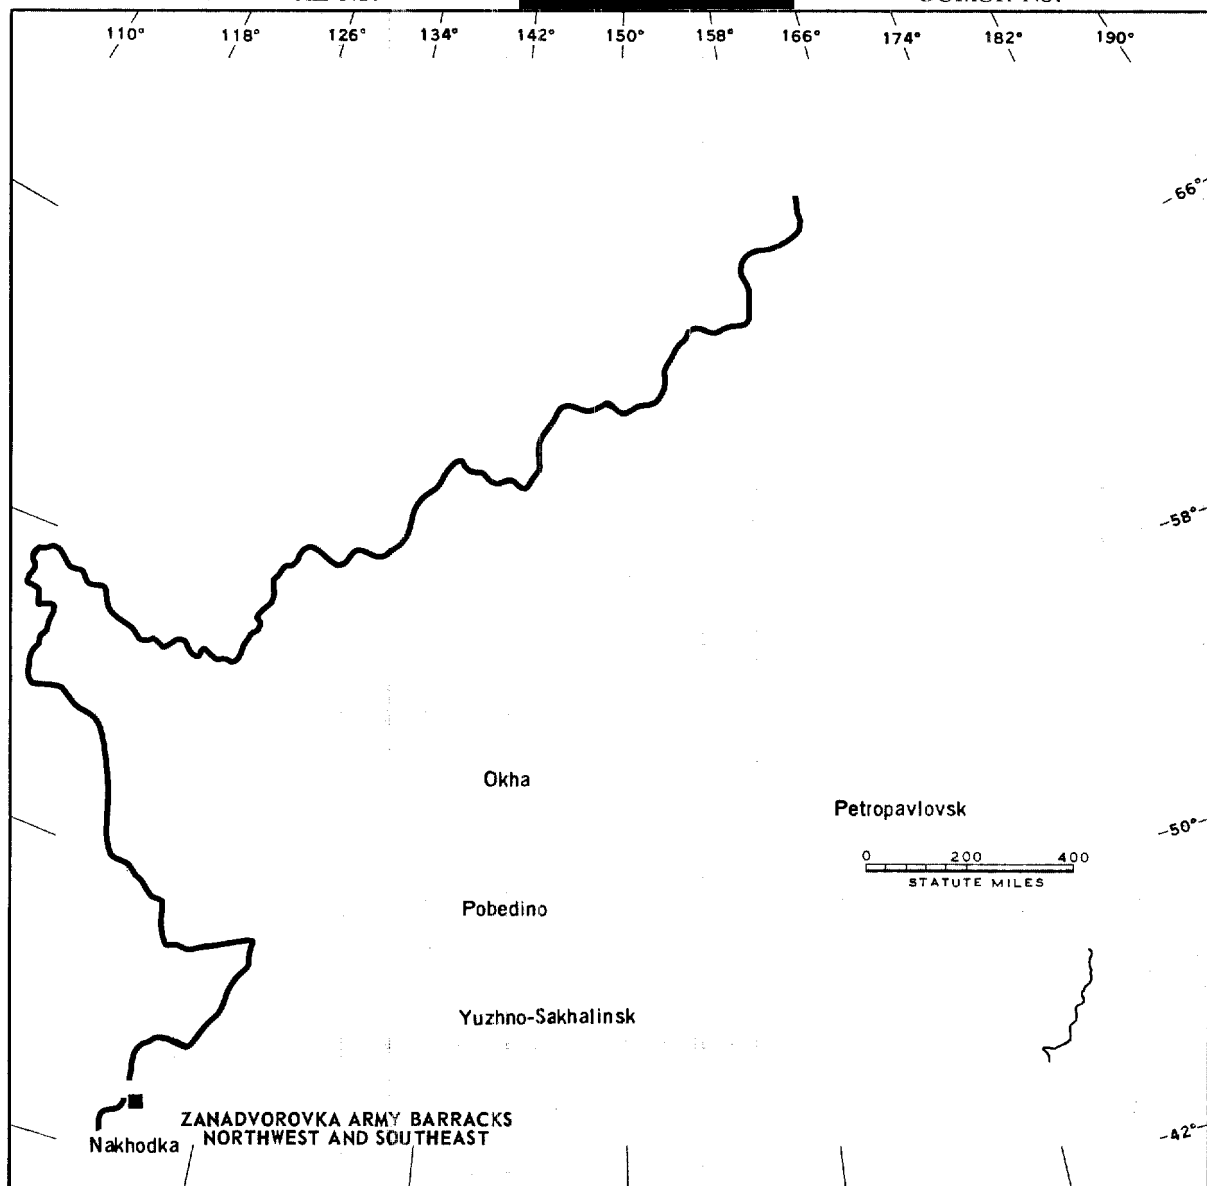 110° 118° 126° 134° 142° 150° 158° 166° 174° 182° 190°
66°
58°
Okha
Petropavlovsk
50°
0 200 400
STATUTE MILES
Pobedino
Yuzhno-Sakhalinsk
ZANADVOROVKA ARMY BARRACKS
NORTHWEST AND SOUTHEAST
42°
Nakhodka